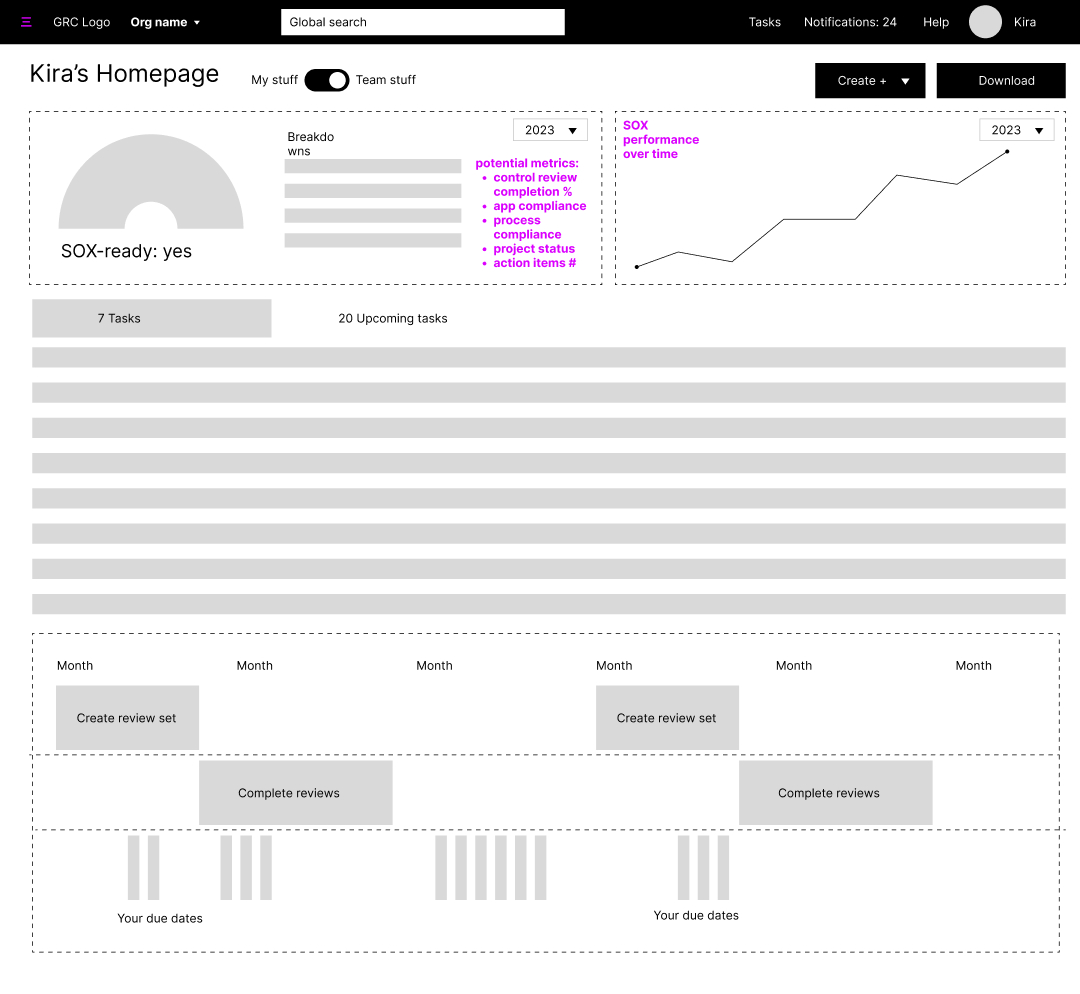 GRC Logo
Org name
Global search
Tasks
Notifications: 24
Help
Kira
Kira’s Homepage
My stuff
Team stuff
Create +
Download
Breakdo
wns
2023
potential metrics:
• control review
completion %
• app compliance
• process
compliance
• project status
• action items #
SOX-ready: yes
SOX
performance
over time
2023
7 Tasks
20 Upcoming tasks
Month
Month
Month
Month
Month
Month
Create review set
Create review set
Complete reviews
Complete reviews
Your due dates
Your due dates